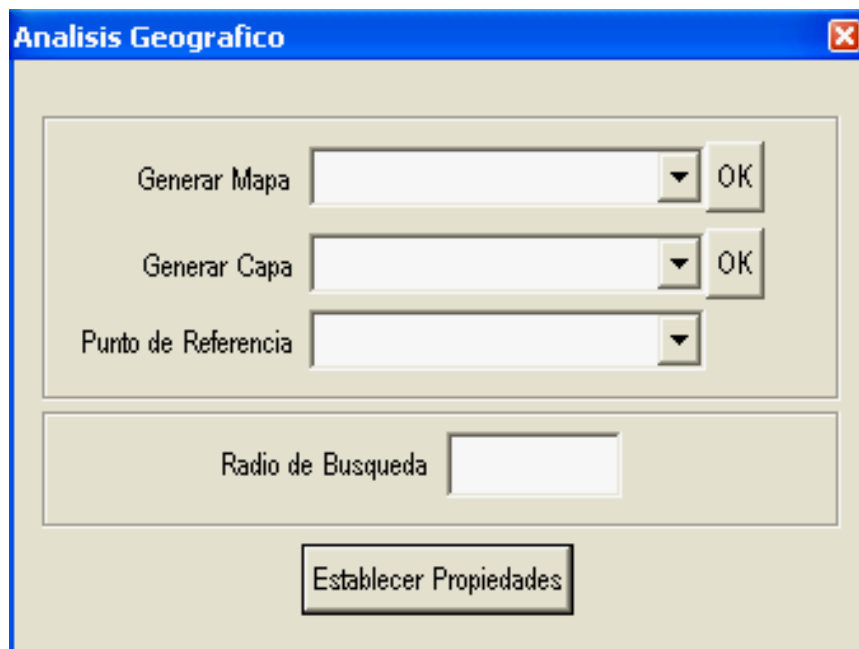 Analisis Geografico
Generar Mapa OK
Generar Capa OK
Punto de Referencia
Radio de Busqueda
Establecer Propiedades